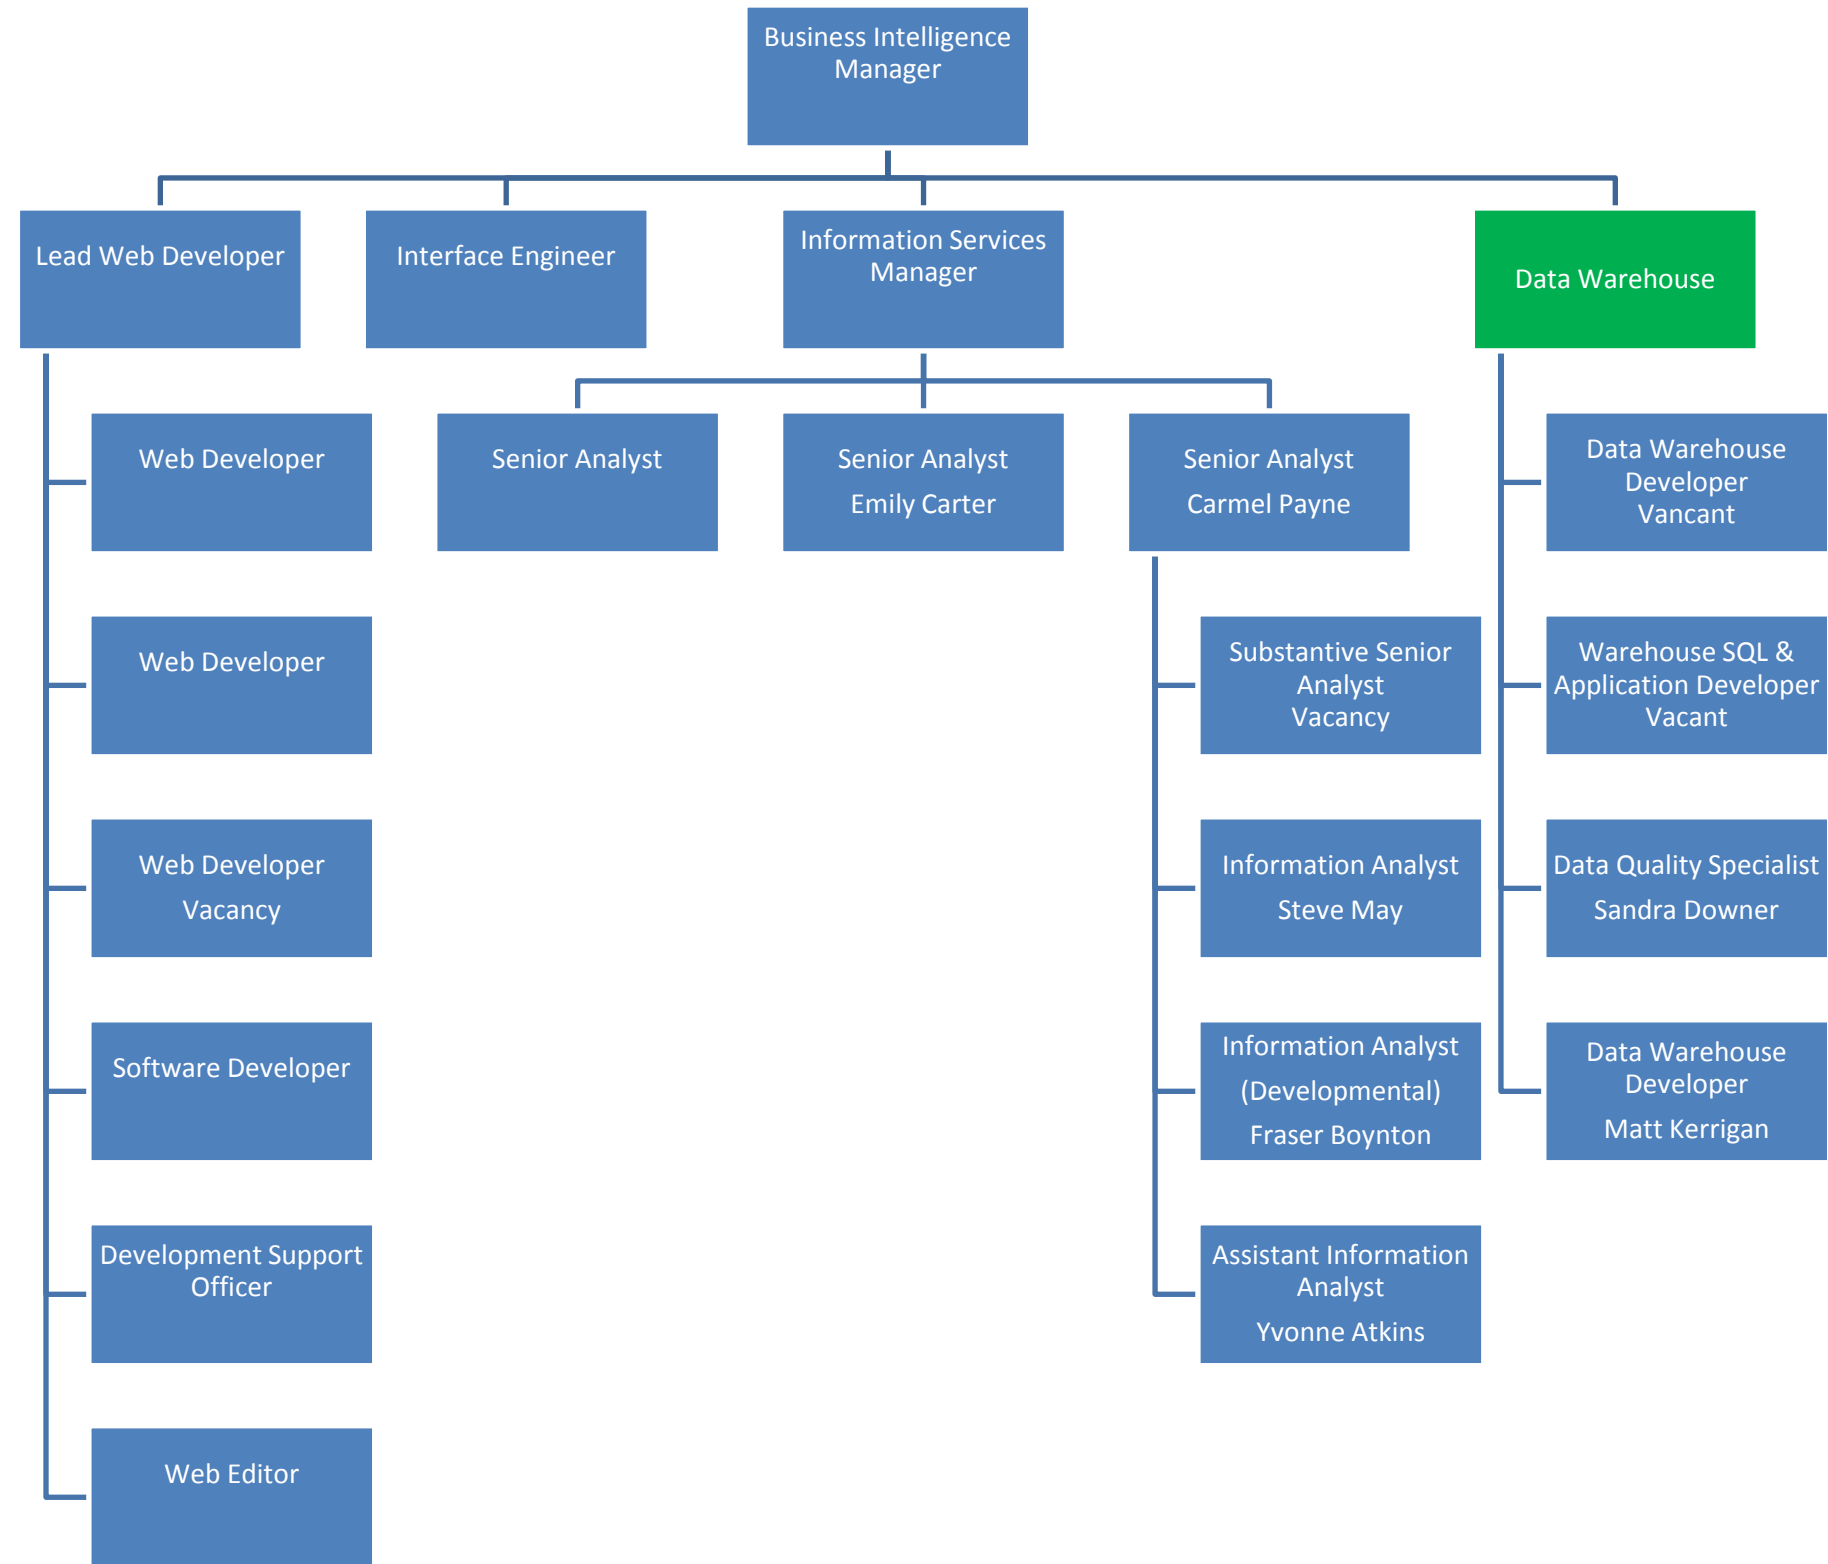 Business Intelligence
Manager
Lead Web Developer
Interface Engineer
Information Services
Manager
Data Warehouse
Web Developer
Senior Analyst
Senior Analyst
Emily Carter
Senior Analyst
Carmel Payne
Data Warehouse
Developer
Vancant
Web Developer
Substantive Senior
Analyst
Vacancy
Warehouse SQL &
Application Developer
Vacant
Web Developer
Vacancy
Information Analyst
Steve May
Data Quality Specialist
Sandra Downer
Software Developer
Information Analyst
(Developmental)
Fraser Boynton
Data Warehouse
Developer
Matt Kerrigan
Development Support
Officer
Assistant Information
Analyst
Yvonne Atkins
Web Editor